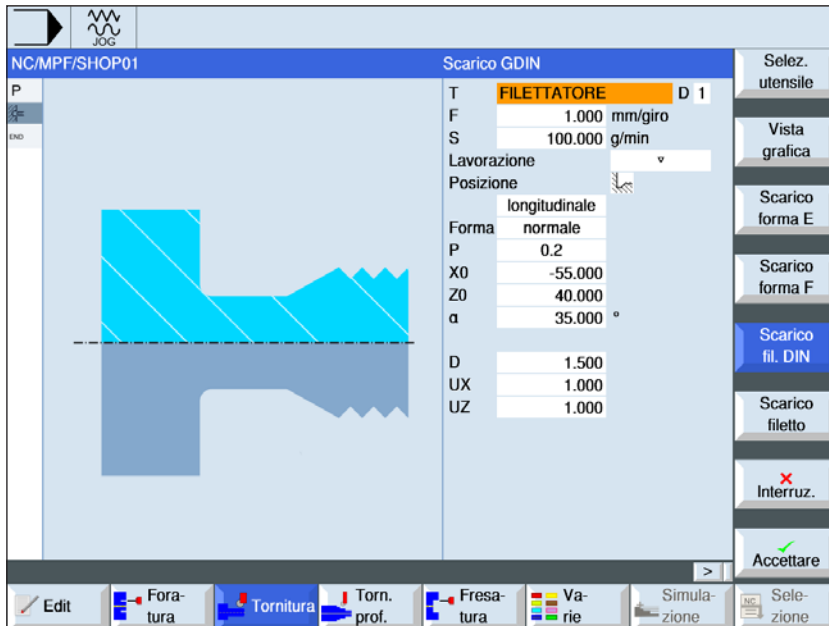 JOG
NC/MPF/SHOP01
Scarico GDIN
P
END
T FILETTATORE D 1
F 1.000 mm/giro
S 100.000 g/min
Lavorazione ▿
Posizione
longitudinale
Forma normale
P 0.2
X0 -55.000
Z0 40.000
α 35.000 °
D 1.500
UX 1.000
UZ 1.000
Selez.
utensile
Vista
grafica
Scarico
forma E
Scarico
forma F
Scarico
fil. DIN
Scarico
filetto
Interruz.
Accettare
>
Edit
Fora-
tura
Tornitura
Torn.
prof.
Fresa-
tura
Va-
rie
Simula-
zione
NC
Sele-
zione